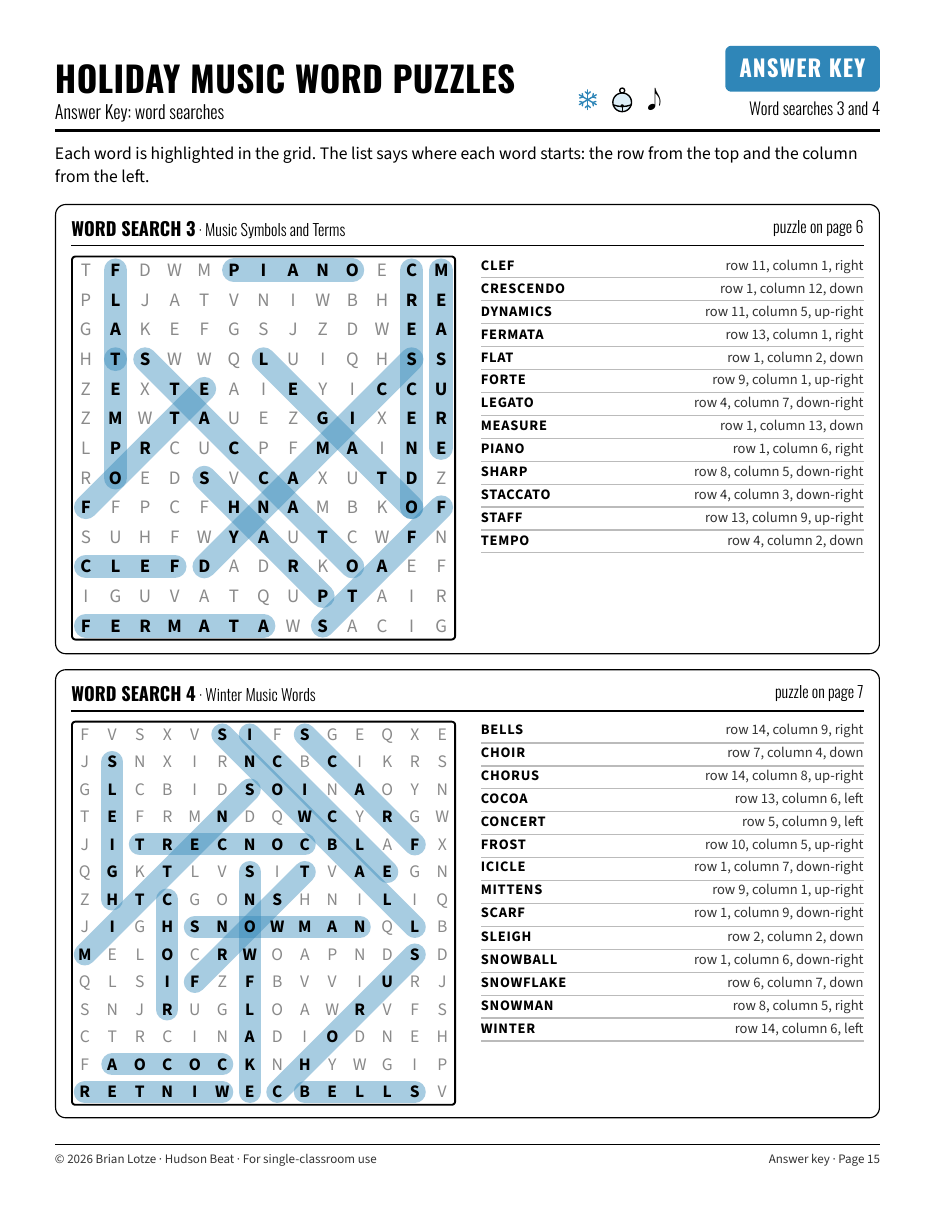 HOLIDAY MUSIC WORD PUZZLES
ANSWER KEY
Answer Key: word searches
Word searches 3 and 4
Each word is highlighted in the grid. The list says where each word starts: the row from the top and the column
from the left.
WORD SEARCH 3 · Music Symbols and Terms
puzzle on page 6
T F D W M P I A N O E C M
P L J A T V N I W B H R E
G A K E F G S J Z D W E A
H T S W W Q L U I Q H S S
Z E X T E A I E Y I C C U
Z M W T A U E Z G I X E R
L P R C U C P F M A I N E
R O E D S V C A X U T D Z
F F P C F H N A M B K O F
S U H F W Y A U T C W F N
C L E F D A D R K O A E F
I G U V A T Q U P T A I R
F E R M A T A W S A C I G
CLEF row 11, column 1, right
CRESCENDO row 1, column 12, down
DYNAMICS row 11, column 5, up-right
FERMATA row 13, column 1, right
FLAT row 1, column 2, down
FORTE row 9, column 1, up-right
LEGATO row 4, column 7, down-right
MEASURE row 1, column 13, down
PIANO row 1, column 6, right
SHARP row 8, column 5, down-right
STACCATO row 4, column 3, down-right
STAFF row 13, column 9, up-right
TEMPO row 4, column 2, down
WORD SEARCH 4 · Winter Music Words
puzzle on page 7
F V S X V S I F S G E Q X E
J S N X I R N C B C I K R S
G L C B I D S O I N A O Y N
T E F R M N D Q W C Y R G W
J I T R E C N O C B L A F X
Q G K T L V S I T V A E G N
Z H T C G O N S H N I L I Q
J I G H S N O W M A N Q L B
M E L O C R W O A P N D S D
Q L S I F Z F B V V I U R J
S N J R U G L O A W R V F S
C T R C I N A D I O D N E H
F A O C O C K N H Y W G I P
R E T N I W E C B E L L S V
BELLS row 14, column 9, right
CHOIR row 7, column 4, down
CHORUS row 14, column 8, up-right
COCOA row 13, column 6, left
CONCERT row 5, column 9, left
FROST row 10, column 5, up-right
ICICLE row 1, column 7, down-right
MITTENS row 9, column 1, up-right
SCARF row 1, column 9, down-right
SLEIGH row 2, column 2, down
SNOWBALL row 1, column 6, down-right
SNOWFLAKE row 6, column 7, down
SNOWMAN row 8, column 5, right
WINTER row 14, column 6, left
© 2026 Brian Lotze · Hudson Beat · For single-classroom use
Answer key · Page 15